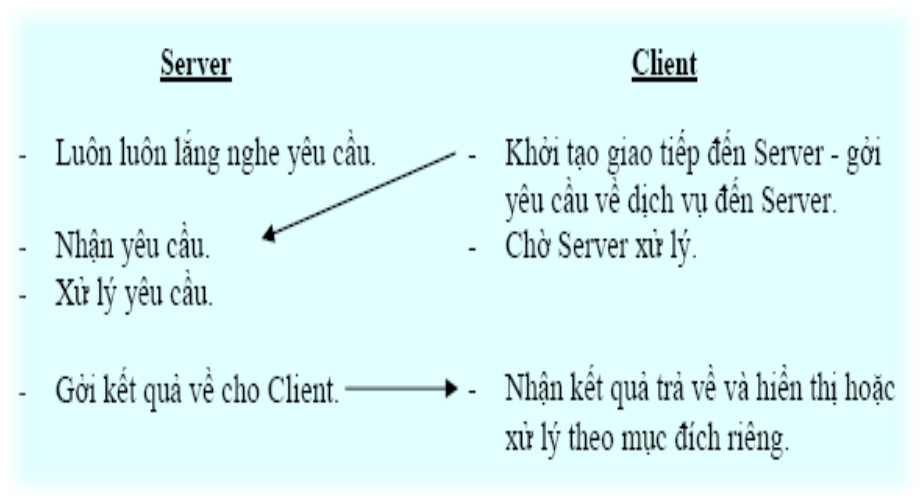 Server
- Luôn luôn lắng nghe yêu cầu.
- Nhận yêu cầu.
- Xử lý yêu cầu.
- Gởi kết quả về cho Client.
Client
- Khởi tạo giao tiếp đến Server - gởi
yêu cầu về dịch vụ đến Server.
- Chờ Server xử lý.
- Nhận kết quả trả về và hiển thị hoặc
xử lý theo mục đích riêng.